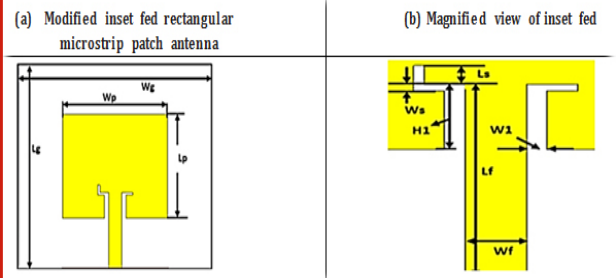 (a) Modified inset fed rectangular
microstrip patch antenna
(b) Magnified view of inset fed
Wg
Wp
Lg
Lp
Ls
Ws
H1
W1
Lf
Wf